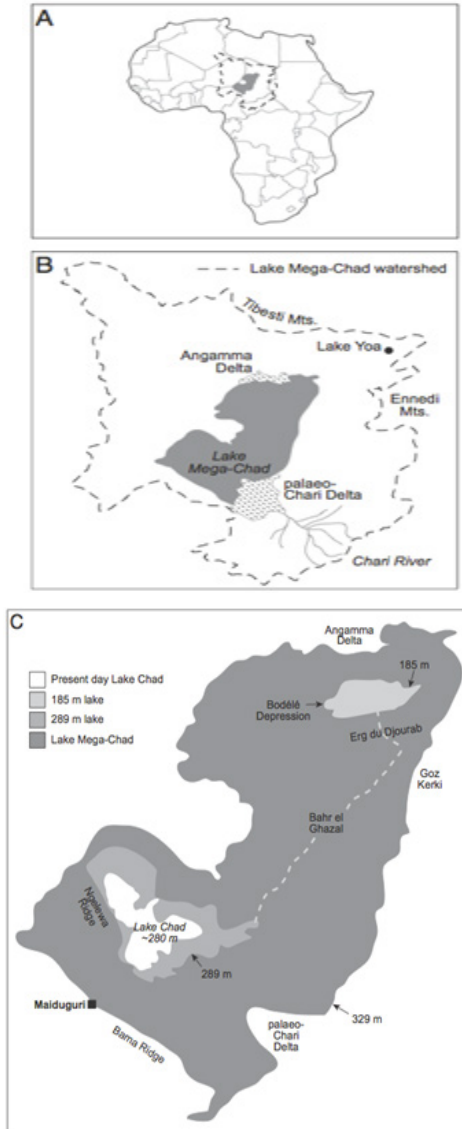 A
B
Lake Mega-Chad watershed
Tibesti Mts.
Lake Yoa
Angamma
Delta
Ennedi
Mts.
Lake
Mega-Chad
palaeo-
Chari Delta
Chari River
C
Present day Lake Chad
185 m lake
289 m lake
Lake Mega-Chad
Angamma
Delta
185 m
Bodélé
Depression
Erg du Djourab
Goz
Kerki
Bahr el
Ghazal
Ngelewa
Ridge
Lake Chad
~280 m
289 m
Maiduguri
329 m
palaeo-
Chari
Delta
Bama Ridge